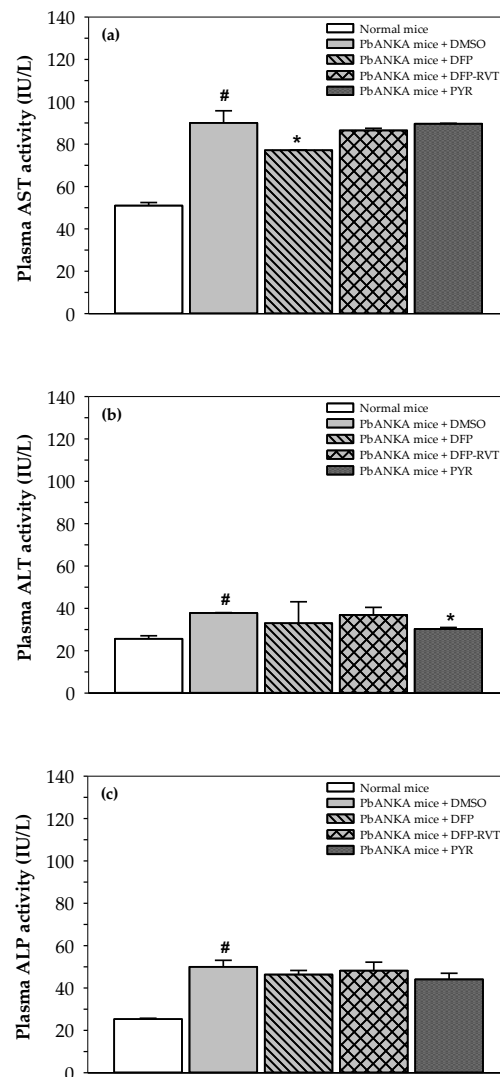 140
(a)
Normal mice
PbANKA mice + DMSO
120
PbANKA mice + DFP
PbANKA mice + DFP-RVT
#
PbANKA mice + PYR
100
*
80
60
40
20
0
Plasma AST activity (IU/L)
140
(b)
Normal mice
PbANKA mice + DMSO
120
PbANKA mice + DFP
PbANKA mice + DFP-RVT
PbANKA mice + PYR
100
80
60
#
*
40
20
0
Plasma ALT activity (IU/L)
140
(c)
Normal mice
PbANKA mice + DMSO
120
PbANKA mice + DFP
PbANKA mice + DFP-RVT
PbANKA mice + PYR
100
80
60
#
40
20
0
Plasma ALP activity (IU/L)